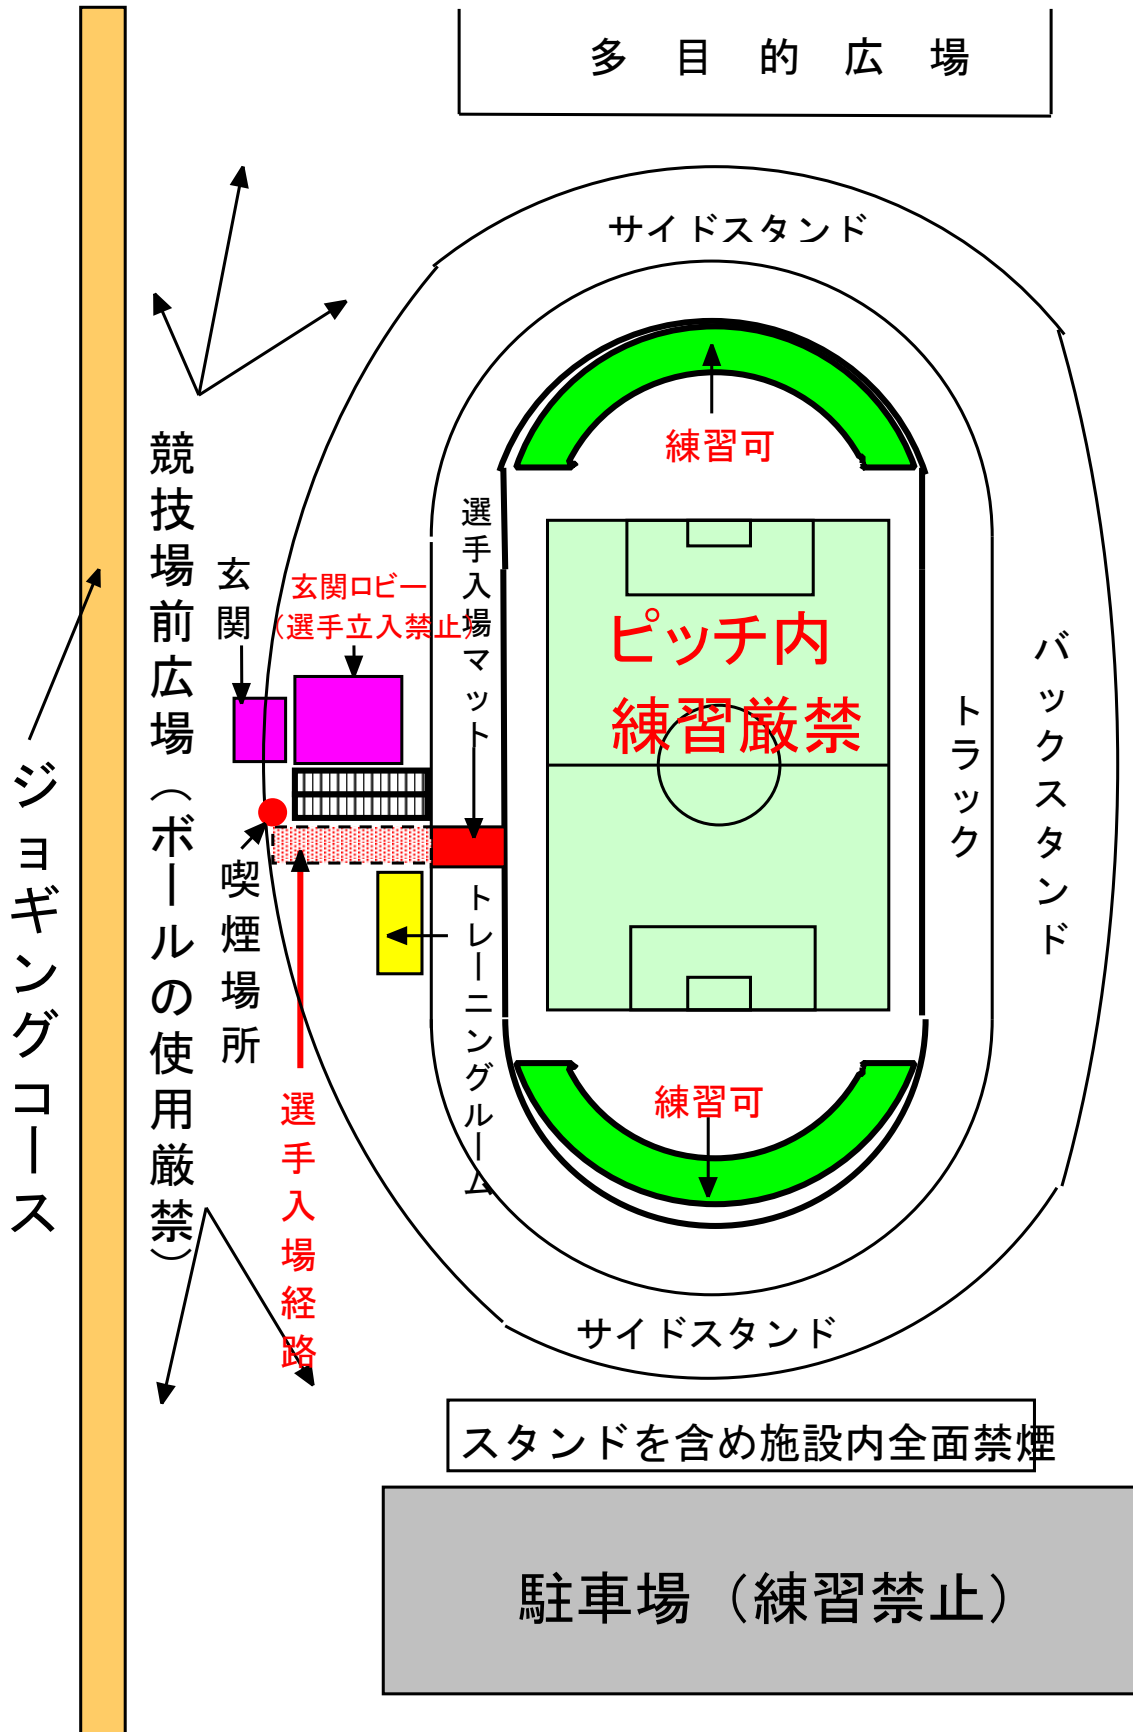 多目的広場
サイドスタンド
練習可
選手入場マット
競技場前広場（ボールの使用厳禁）
玄関
玄関ロビー
（選手立入禁止）
ピッチ内
練習厳禁
バックスタンド
トラック
ジョギングコース
喫煙場所
トレーニングルーム
選手入場経路
練習可
サイドスタンド
スタンドを含め施設内全面禁煙
駐車場（練習禁止）